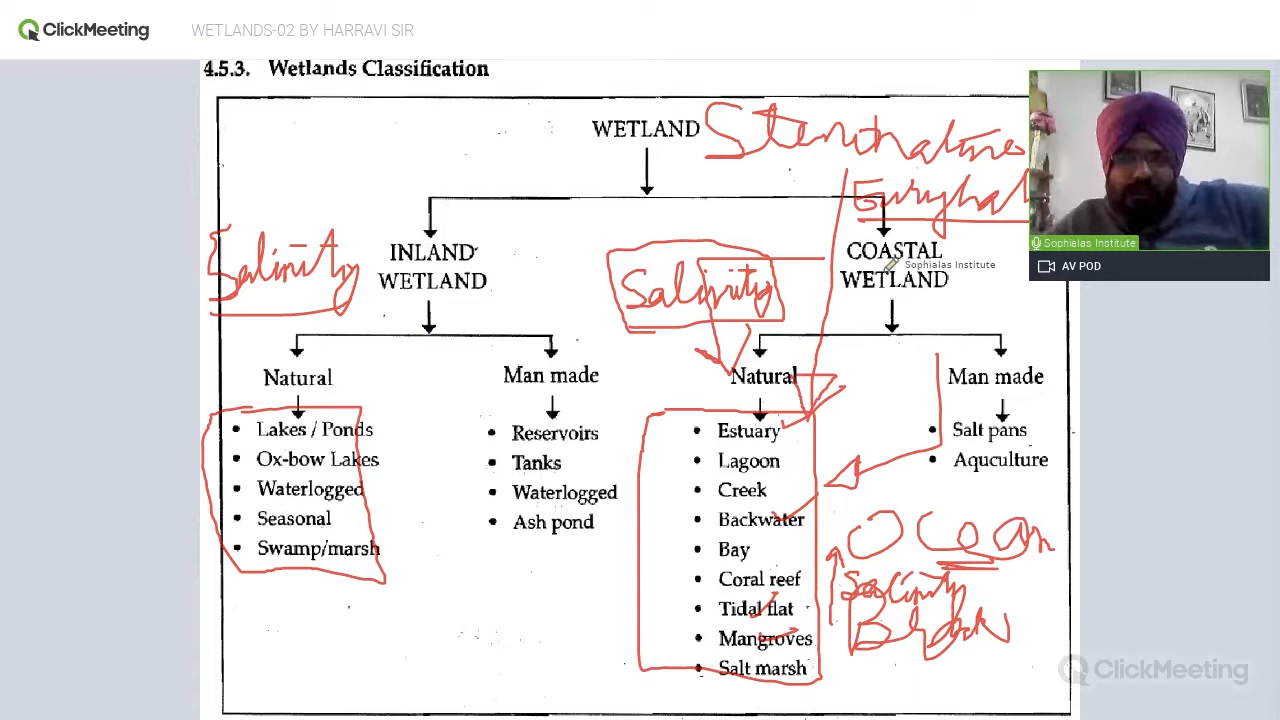 ClickMeeting WETLANDS-02 BY HARRAVI SIR
4.5.3. Wetlands Classification
WETLAND
INLAND WETLAND
COASTAL WETLAND
Sophialas Institute
Sophialas Institute
AV POD
Salinity
Salinity
Natural
Lakes / Ponds
Ox-bow Lakes
Waterlogged
Seasonal
Swamp/marsh
Man made
Reservoirs
Tanks
Waterlogged
Ash pond
Natural
Estuary
Lagoon
Creek
Backwater
Bay
Coral reef
Tidal flat
Mangroves
Salt marsh
Man made
Salt pans
Aquculture
Ocean
Salinity
ClickMeeting